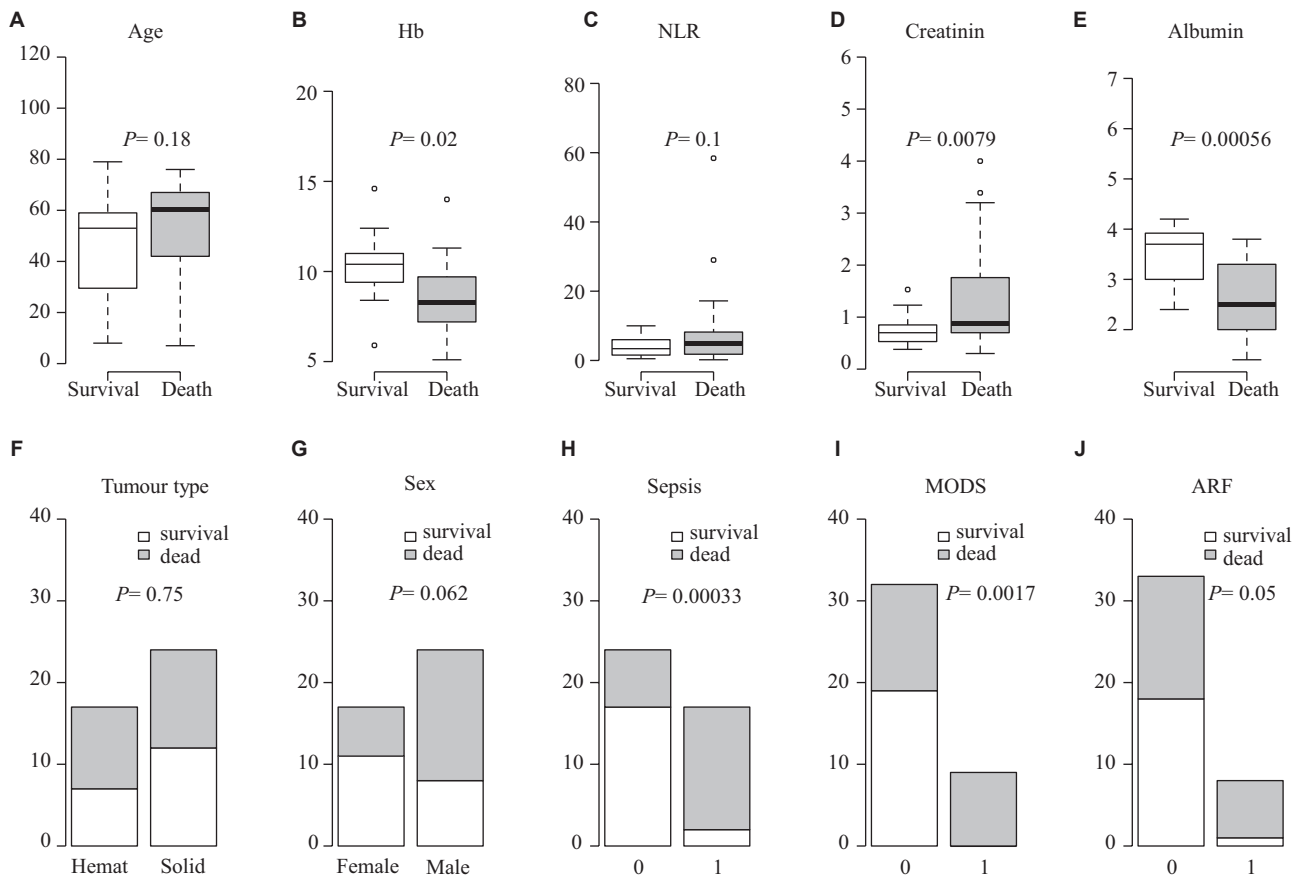 A
Age
120
100
80
60
40
20
0
P= 0.18
Survival Death
B
Hb
20
15
10
5
P= 0.02
Survival Death
C
NLR
80
60
40
20
0
P= 0.1
Survival Death
D
Creatinin
6
5
4
3
2
1
0
P= 0.0079
Survival Death
E
Albumin
7
6
5
4
3
2
P= 0.00056
Survival Death
F
Tumour type
40
30
20
10
0
survival
dead
P= 0.75
Hemat Solid
G
Sex
40
30
20
10
0
survival
dead
P= 0.062
Female Male
H
Sepsis
40
30
20
10
0
survival
dead
P= 0.00033
0 1
I
MODS
40
30
20
10
0
survival
dead
P= 0.0017
0 1
J
ARF
40
30
20
10
0
survival
dead
P= 0.05
0 1